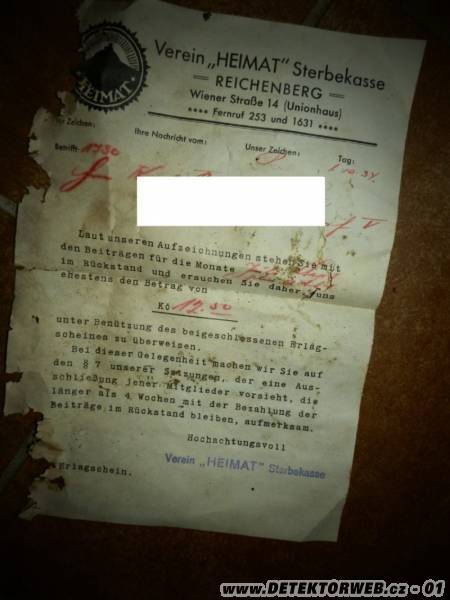 HEIMAT
Verein „HEIMAT" Sterbekasse
= REICHENBERG =
Wiener Straße 14 (Unionhaus)
**** Fernruf 253 und 1631 ****
Zeichen:
Ihre Nachricht vom:
Unser Zeichen:
Tag:
Betrifft: 1730
Laut unseren Aufzeichnungen stehen Sie mit
den Beiträgen für die Monate
im Rückstand und ersuchen Sie daher, uns
ehestens den Betrag von
Kč 12.50
unter Benützung des beigeschlossenen Erlag-
scheines zu überweisen.
Bei dieser Gelegenheit machen wir Sie auf
den § 7 unserer Satzungen, der eine Aus-
schließung jener Mitglieder vorsieht, die
länger als 4 Wochen mit der Bezahlung der
Beiträge im Rückstand bleiben, aufmerksam.
Hochachtungsvoll
Verein „HEIMAT" Sterbekasse
Erlagschein.
www.DETEKTORWEB.cz - 01